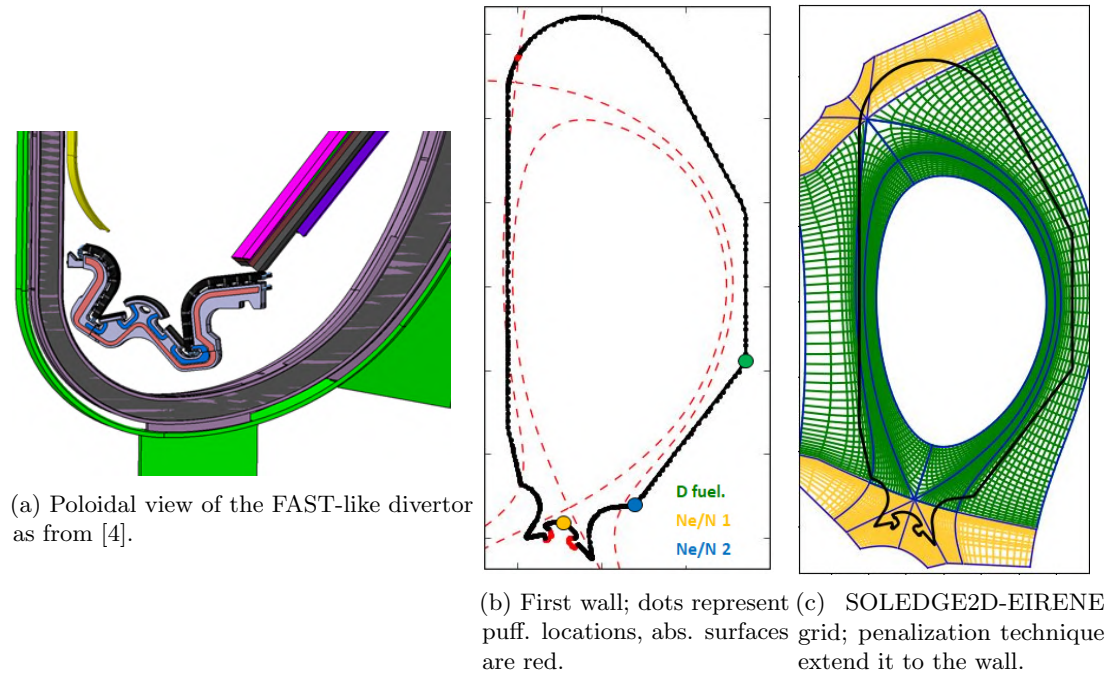 D fuel.
Ne/N 1
Ne/N 2
(a) Poloidal view of the FAST-like divertor
as from [4].
(b) First wall; dots represent
puff. locations, abs. surfaces
are red.
(c) SOLEDGE2D-EIRENE
grid; penalization technique
extend it to the wall.